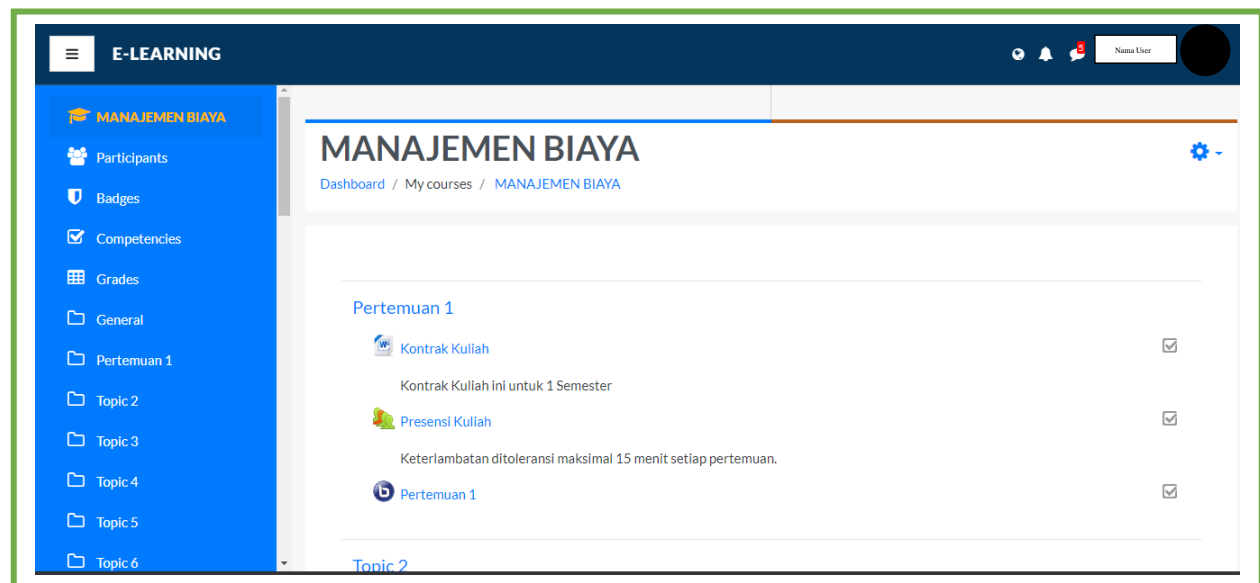 E-LEARNING
5
Nama User
MANAJEMEN BIAYA
Participants
Badges
Competencies
Grades
General
Pertemuan 1
Topic 2
Topic 3
Topic 4
Topic 5
Topic 6
MANAJEMEN BIAYA
Dashboard / My courses / MANAJEMEN BIAYA
Pertemuan 1
Kontrak Kuliah
Kontrak Kuliah ini untuk 1 Semester
Presensi Kuliah
Keterlambatan ditoleransi maksimal 15 menit setiap pertemuan.
Pertemuan 1
Topic 2